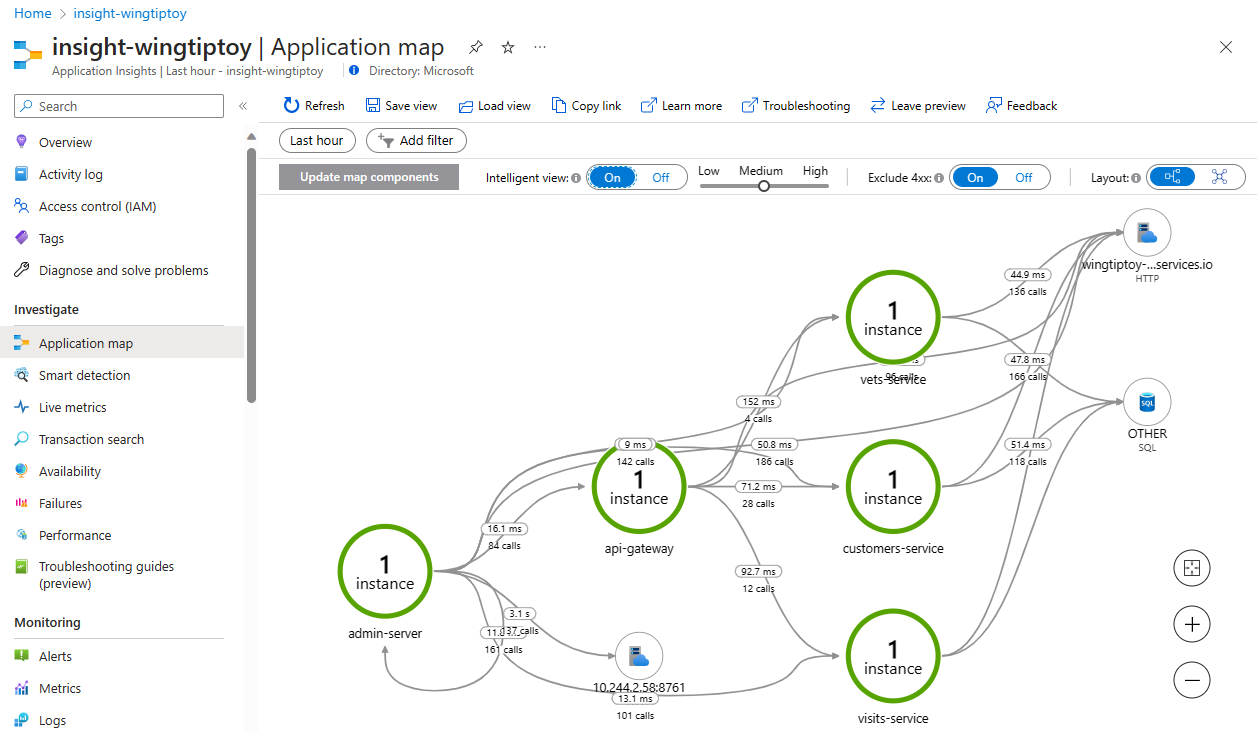 Home > insight-wingtiptoy
insight-wingtiptoy | Application map
Application Insights | Last hour - insight-wingtiptoy
Directory: Microsoft
Search
Overview
Activity log
Access control (IAM)
Tags
Diagnose and solve problems
Investigate
Application map
Smart detection
Live metrics
Transaction search
Availability
Failures
Performance
Troubleshooting guides
(preview)
Monitoring
Alerts
Metrics
Logs
Refresh
Save view
Load view
Copy link
Learn more
Troubleshooting
Leave preview
Feedback
Last hour
Add filter
Update map components
Intelligent view:
On
Off
Low
Medium
High
Exclude 4xx:
On
Off
Layout:
wingtiptoy-...services.io
HTTP
44.9 ms
136 calls
1
instance
vets-service
96 calls
47.8 ms
166 calls
SQL
OTHER
SQL
152 ms
4 calls
9 ms
142 calls
50.8 ms
186 calls
51.4 ms
118 calls
1
instance
api-gateway
71.2 ms
28 calls
1
instance
customers-service
16.1 ms
84 calls
1
instance
admin-server
92.7 ms
12 calls
3.1 s
37 calls
161 calls
10.244.2.58:8761
13.1 ms
101 calls
1
instance
visits-service